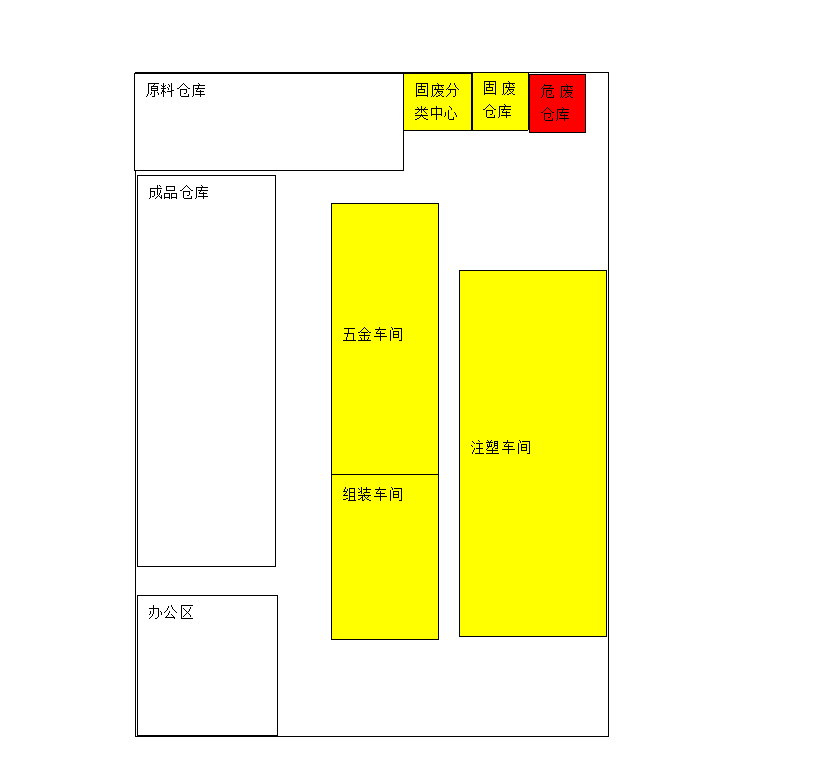 原料仓库
固废分
类中心
固 废
仓库
危 废
仓库
成品仓库
五金车间
注塑车间
组装车间
办公区